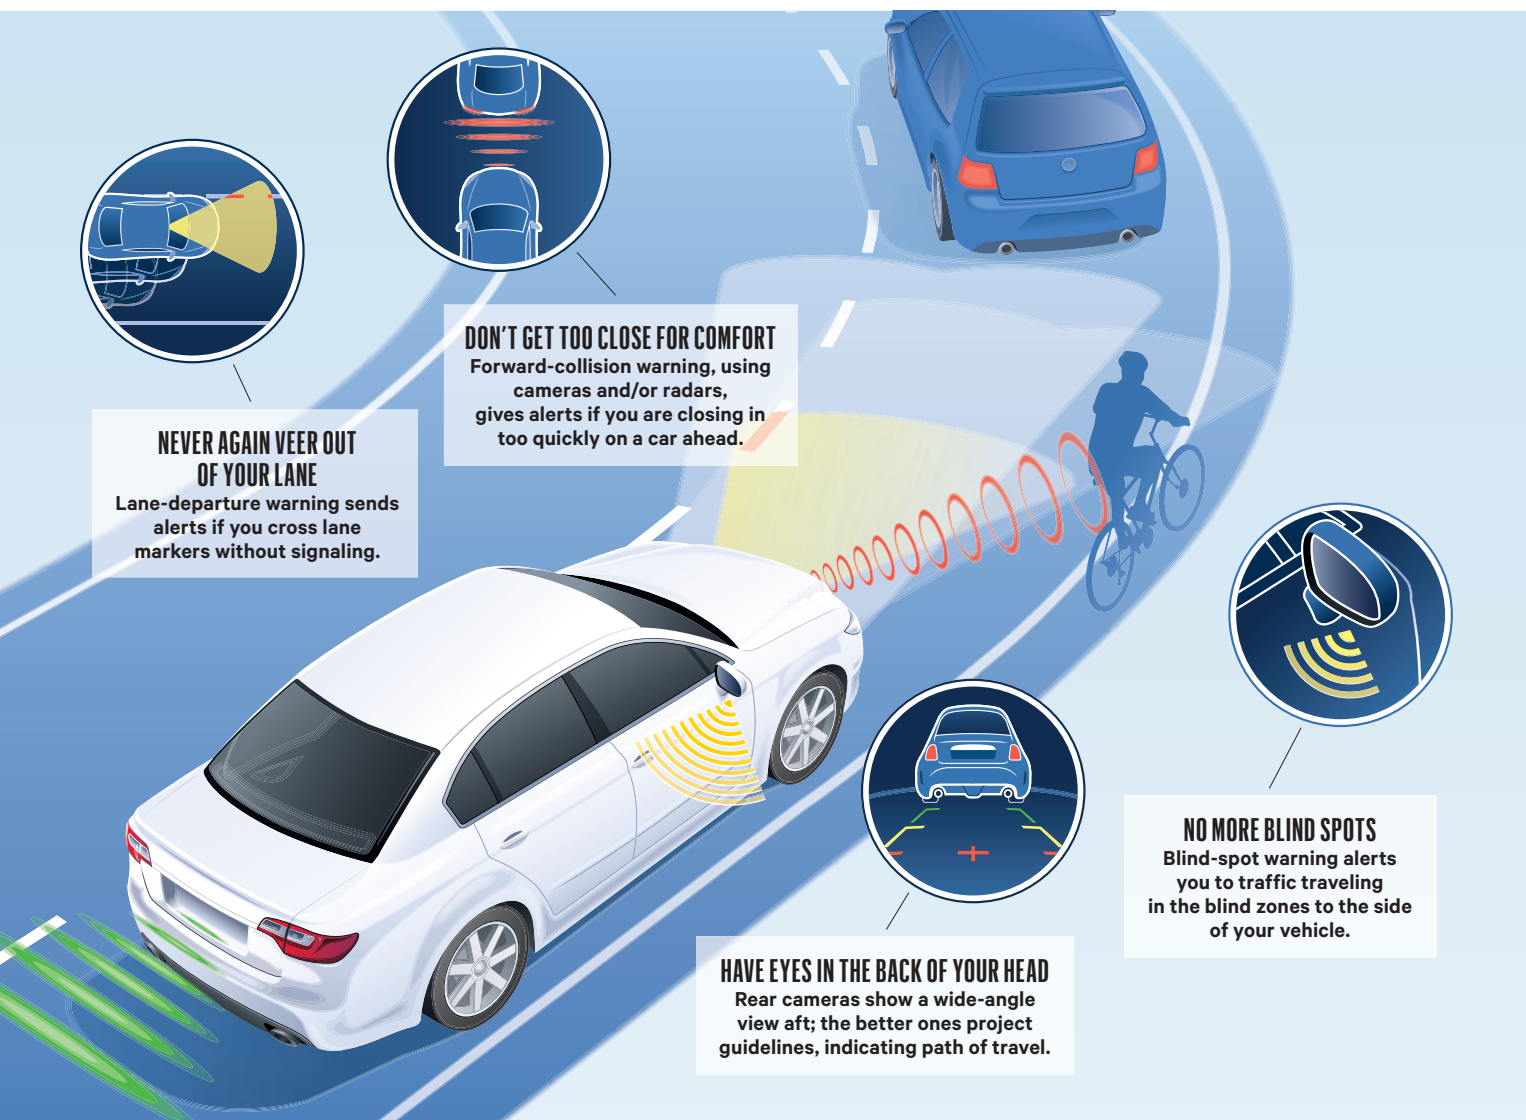 DON'T GET TOO CLOSE FOR COMFORT
Forward-collision warning, using
cameras and/or radars,
gives alerts if you are closing in
too quickly on a car ahead.
NEVER AGAIN VEER OUT
OF YOUR LANE
Lane-departure warning sends
alerts if you cross lane
markers without signaling.
NO MORE BLIND SPOTS
Blind-spot warning alerts
you to traffic traveling
in the blind zones to the side
of your vehicle.
HAVE EYES IN THE BACK OF YOUR HEAD
Rear cameras show a wide-angle
view aft; the better ones project
guidelines, indicating path of travel.